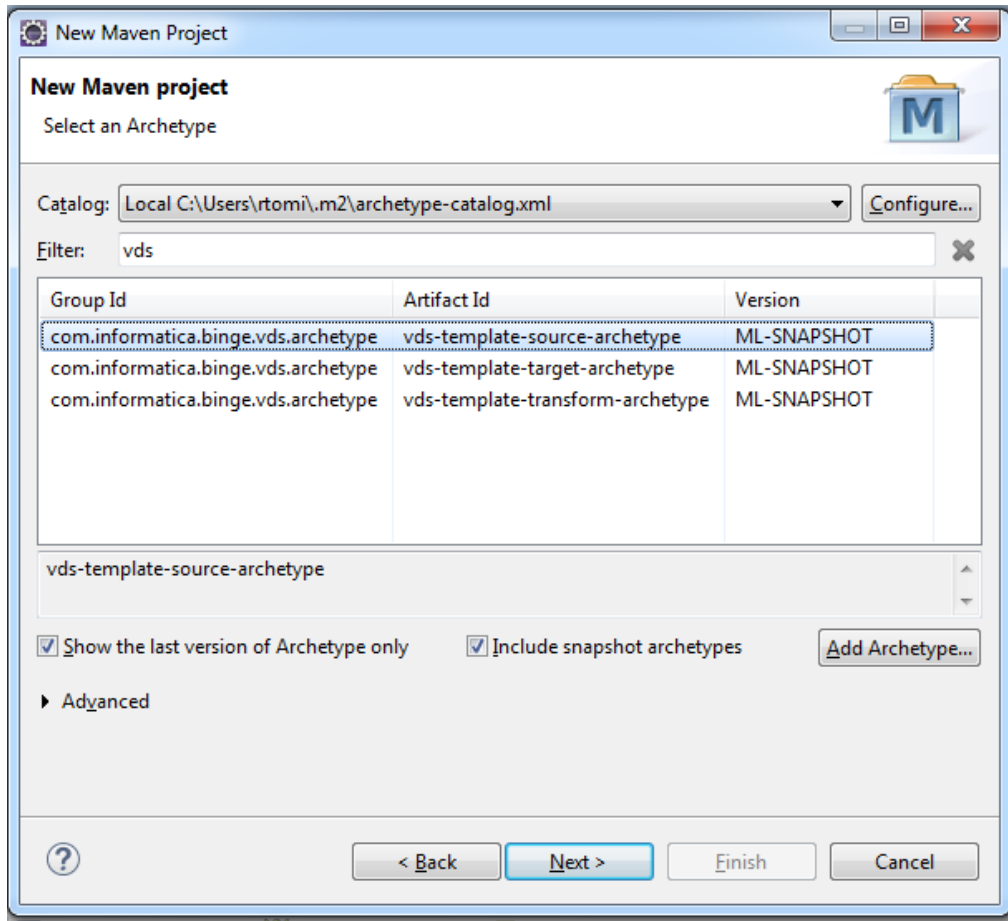 New Maven Project
New Maven project
Select an Archetype
M
Catalog: Local C:\Users\rtomi\.m2\archetype-catalog.xml Configure...
Filter: vds
Group Id Artifact Id Version
com.informatica.binge.vds.archetype vds-template-source-archetype ML-SNAPSHOT
com.informatica.binge.vds.archetype vds-template-target-archetype ML-SNAPSHOT
com.informatica.binge.vds.archetype vds-template-transform-archetype ML-SNAPSHOT
vds-template-source-archetype
Show the last version of Archetype only Include snapshot archetypes Add Archetype...
Advanced
? < Back Next > Finish Cancel